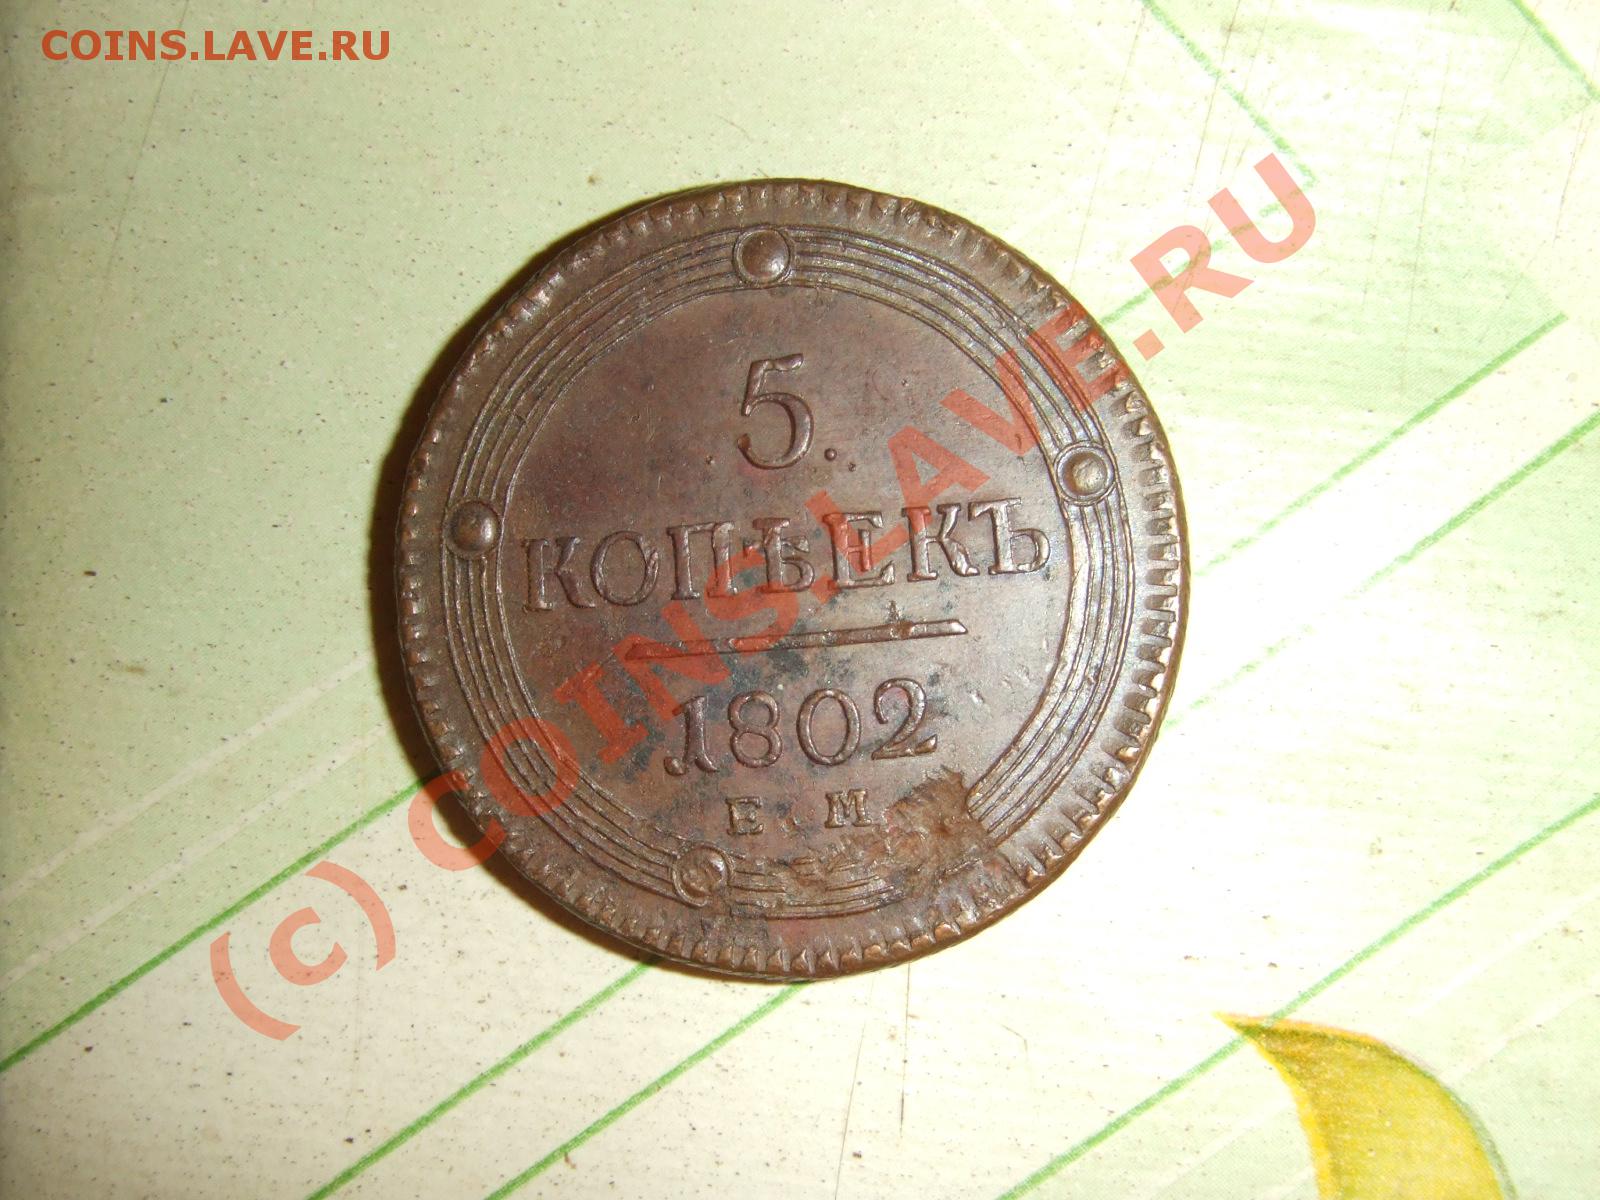 COINS.LAVE.RU
5.
КОПѢЕКЪ
1802
Е. М
(c) COINS.LAVE.RU